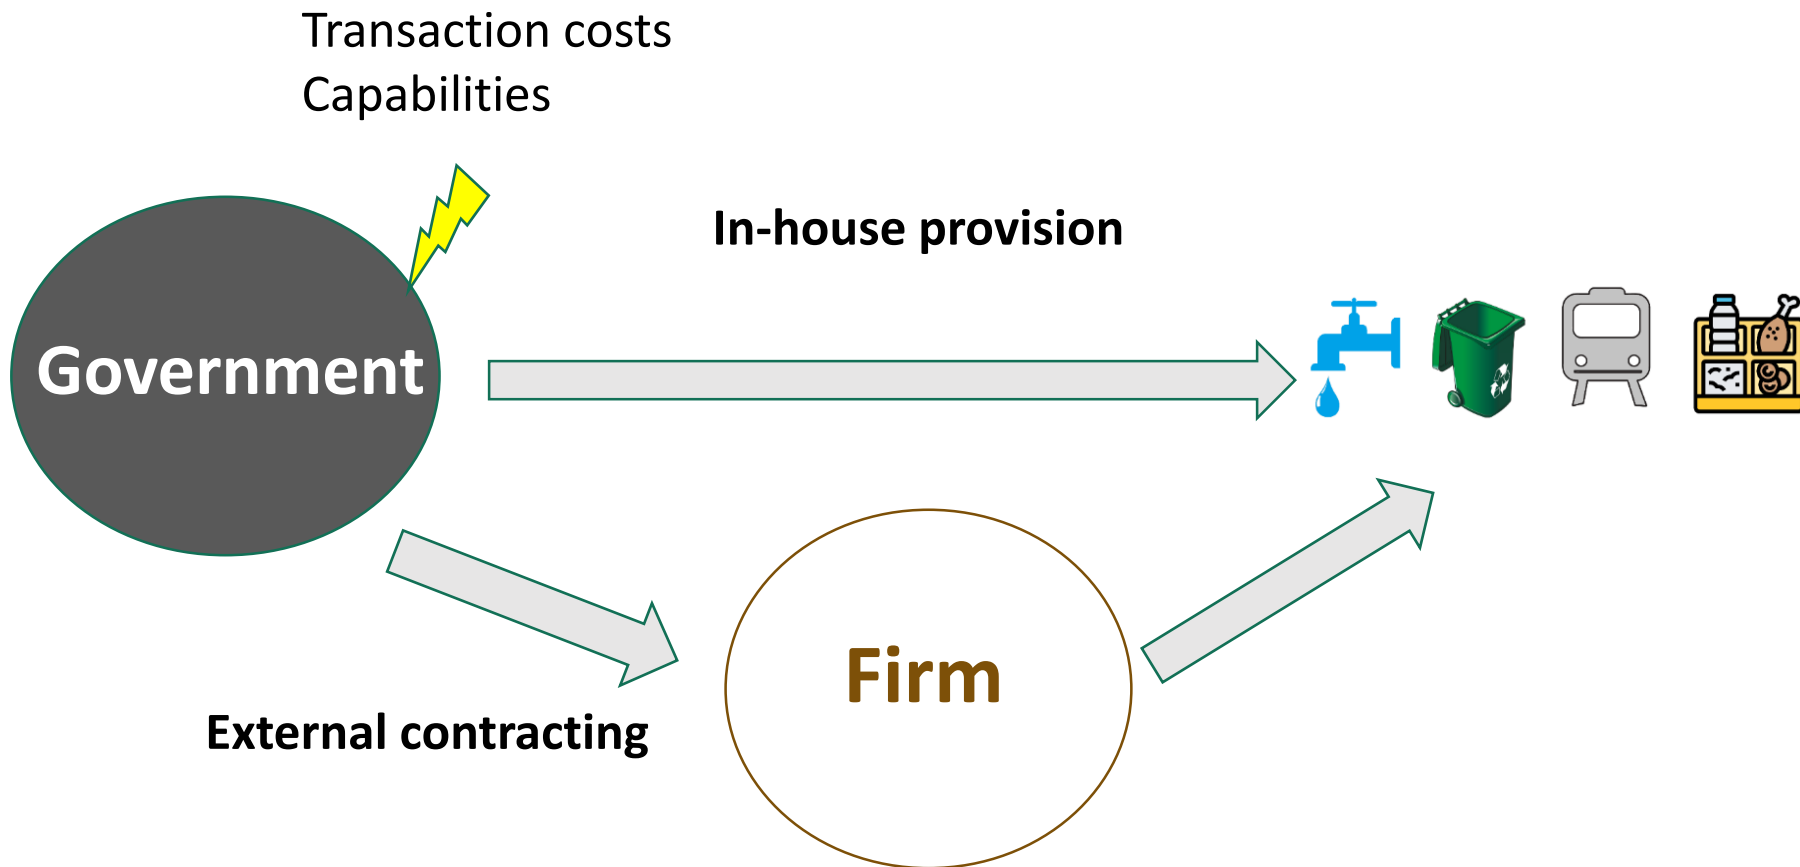 Transaction costs
Capabilities
In-house provision
Government
Firm
External contracting